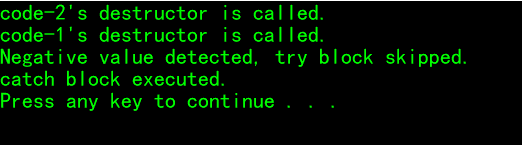 code-2's destructor is called.
code-1's destructor is called.
Negative value detected, try block skipped.
catch block executed.
Press any key to continue . . .